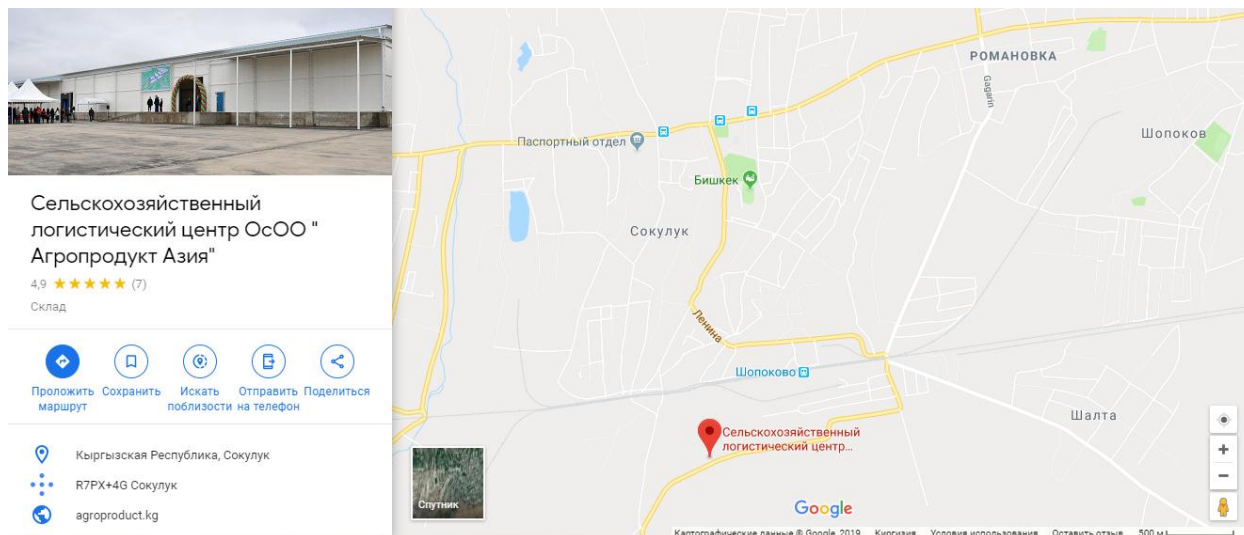 Сельскохозяйственный
логистический центр ОсОО "
Агропродукт Азия"
4,9 ★★★★★ (7)
Склад
Проложить
маршрут
Сохранить
Искать
поблизости
Отправить
на телефон
Поделиться
Кыргызская Республика, Сокулук
R7PX+4G Сокулук
agroproduct.kg
РОМАНОВКА
Gagarin
Шопоков
Паспортный отдел
Бишкек
Сокулук
Ленина
Шопоково
Шалта
Сельскохозяйственный
логистический центр...
Спутник
Google
Картографические данные © Google, 2019 Киргизия Условия использования Оставить отзыв 500 м